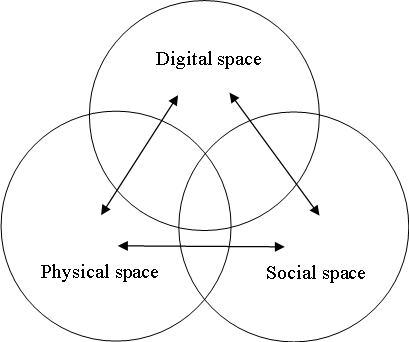 Digital space
Physical space
Social space